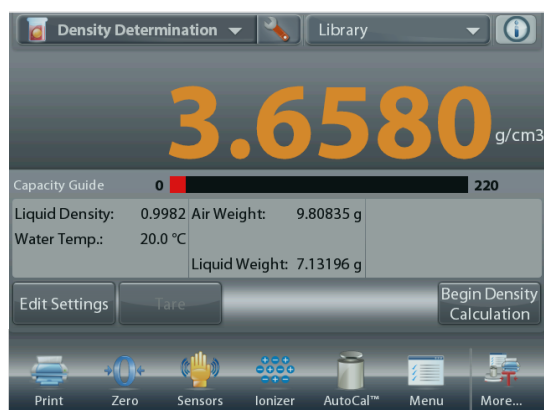 Density Determination
Library
3.6580 g/cm3
Capacity Guide 0 220
Liquid Density: 0.9982 Air Weight: 9.80835 g
Water Temp.: 20.0 °C
Liquid Weight: 7.13196 g
Edit Settings
Tare
Begin Density
Calculation
Print Zero Sensors Ionizer AutoCal™ Menu More...